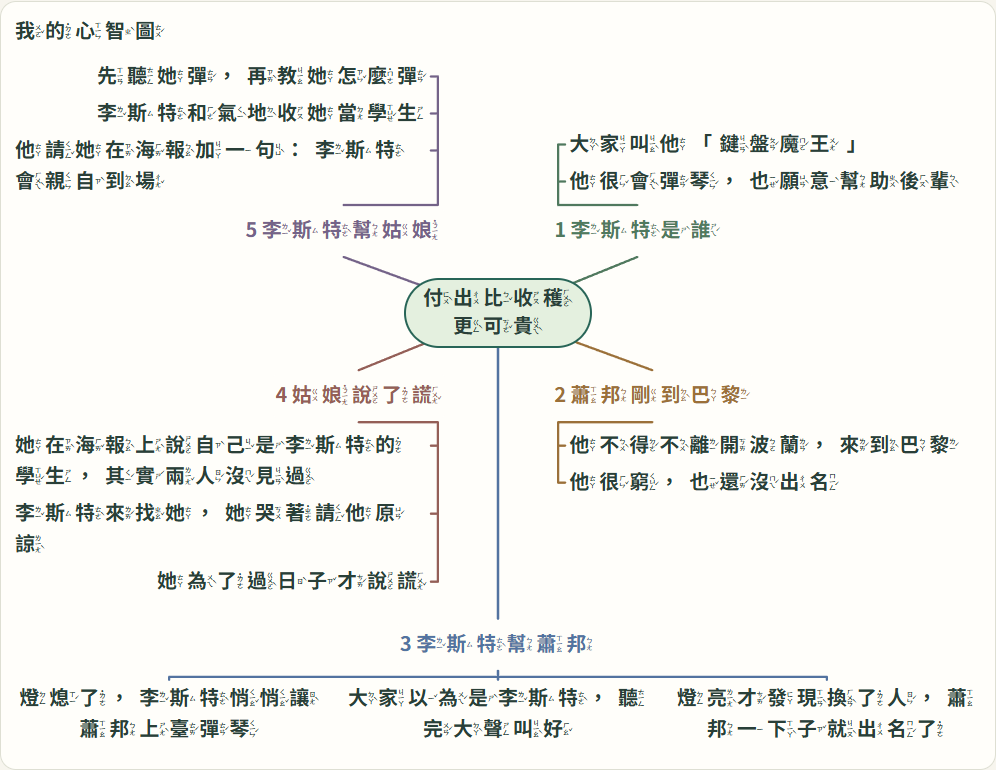 我的心智圖
先聽她彈，再教她怎麼彈
李斯特和氣地收她當學生
他請她在海報加一句：李斯特
會親自到場
5 李斯特幫姑娘
大家叫他「鍵盤魔王」
他很會彈琴，也願意幫助後輩
1 李斯特是誰
付出比收穫
更可貴
4 姑娘說了謊
她在海報上說自己是李斯特的
學生，其實兩人沒見過
李斯特來找她，她哭著請他原
諒
她為了過日子才說謊
2 蕭邦剛到巴黎
他不得不離開波蘭，來到巴黎
他很窮，也還沒出名
3 李斯特幫蕭邦
燈熄了，李斯特悄悄讓
蕭邦上臺彈琴
大家以為是李斯特，聽
完大聲叫好
燈亮才發現換了人，蕭
邦一下子就出名了